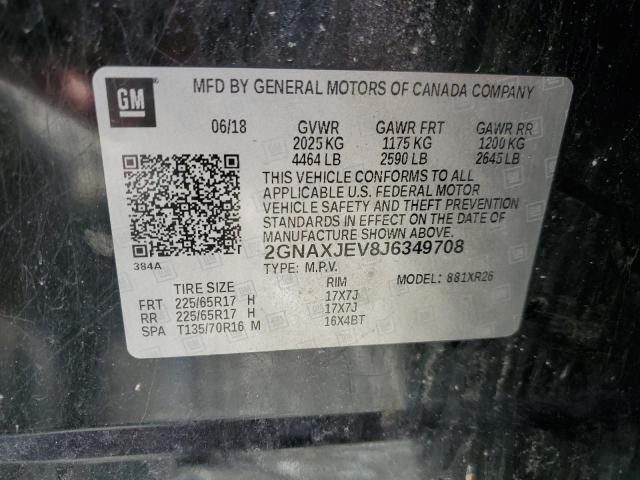 GM
MFD BY GENERAL MOTORS OF CANADA COMPANY
06/18 GVWR GAWR FRT GAWR RR
2025 KG 1175 KG 1200 KG
4464 LB 2590 LB 2645 LB
THIS VEHICLE CONFORMS TO ALL
APPLICABLE U.S. FEDERAL MOTOR
VEHICLE SAFETY AND THEFT PREVENTION
STANDARDS IN EFFECT ON THE DATE OF
MANUFACTURE SHOWN ABOVE.
384A
2GNAXJEV8J6349708
TYPE: M.P.V. MODEL: 881XR26
TIRE SIZE RIM
FRT 225/65R17 H 17X7J
RR 225/65R17 H 17X7J
SPA T135/70R16 M 16X4BT